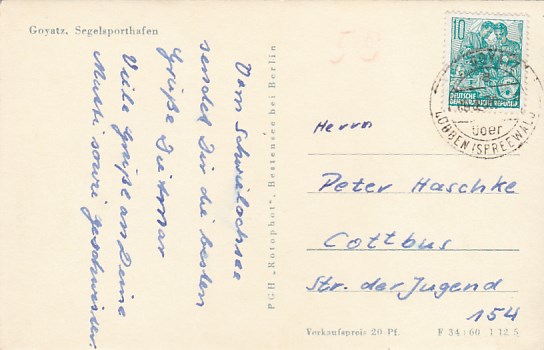 Goyatz, Segelsporthafen
Vom Schwielochsee
sendet Dir die besten
Grüße Dietmar
Viele Grüße an Deine
Mutti sowie Geschwister.
PGH „Rotophot", Bestensee bei Berlin
59
10
DEUTSCHE
DEMOKRATISCHE REPUBLIK
über
LÜBBEN (SPREEWALD)
Herrn
Peter Haschke
Cottbus
Str. der Jugend
154
Verkaufspreis 20 Pf.
F 34/60 1 12 S